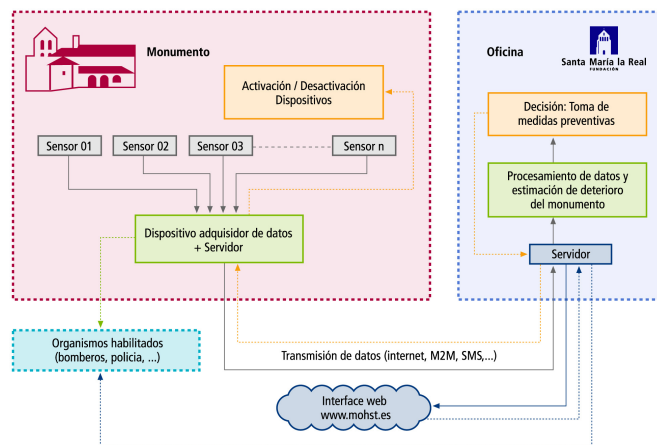 Monumento
Activación / Desactivación
Dispositivos
Sensor 01
Sensor 02
Sensor 03
Sensor n
Dispositivo adquisidor de datos
+ Servidor
Oficina
Santa María la Real
FUNDACIÓN
Decisión: Toma de
medidas preventivas
Procesamiento de datos y
estimación de deterioro
del monumento
Servidor
Organismos habilitados
(bomberos, policia, ...)
Transmisión de datos (internet, M2M, SMS,...)
Interface web
www.mohst.es